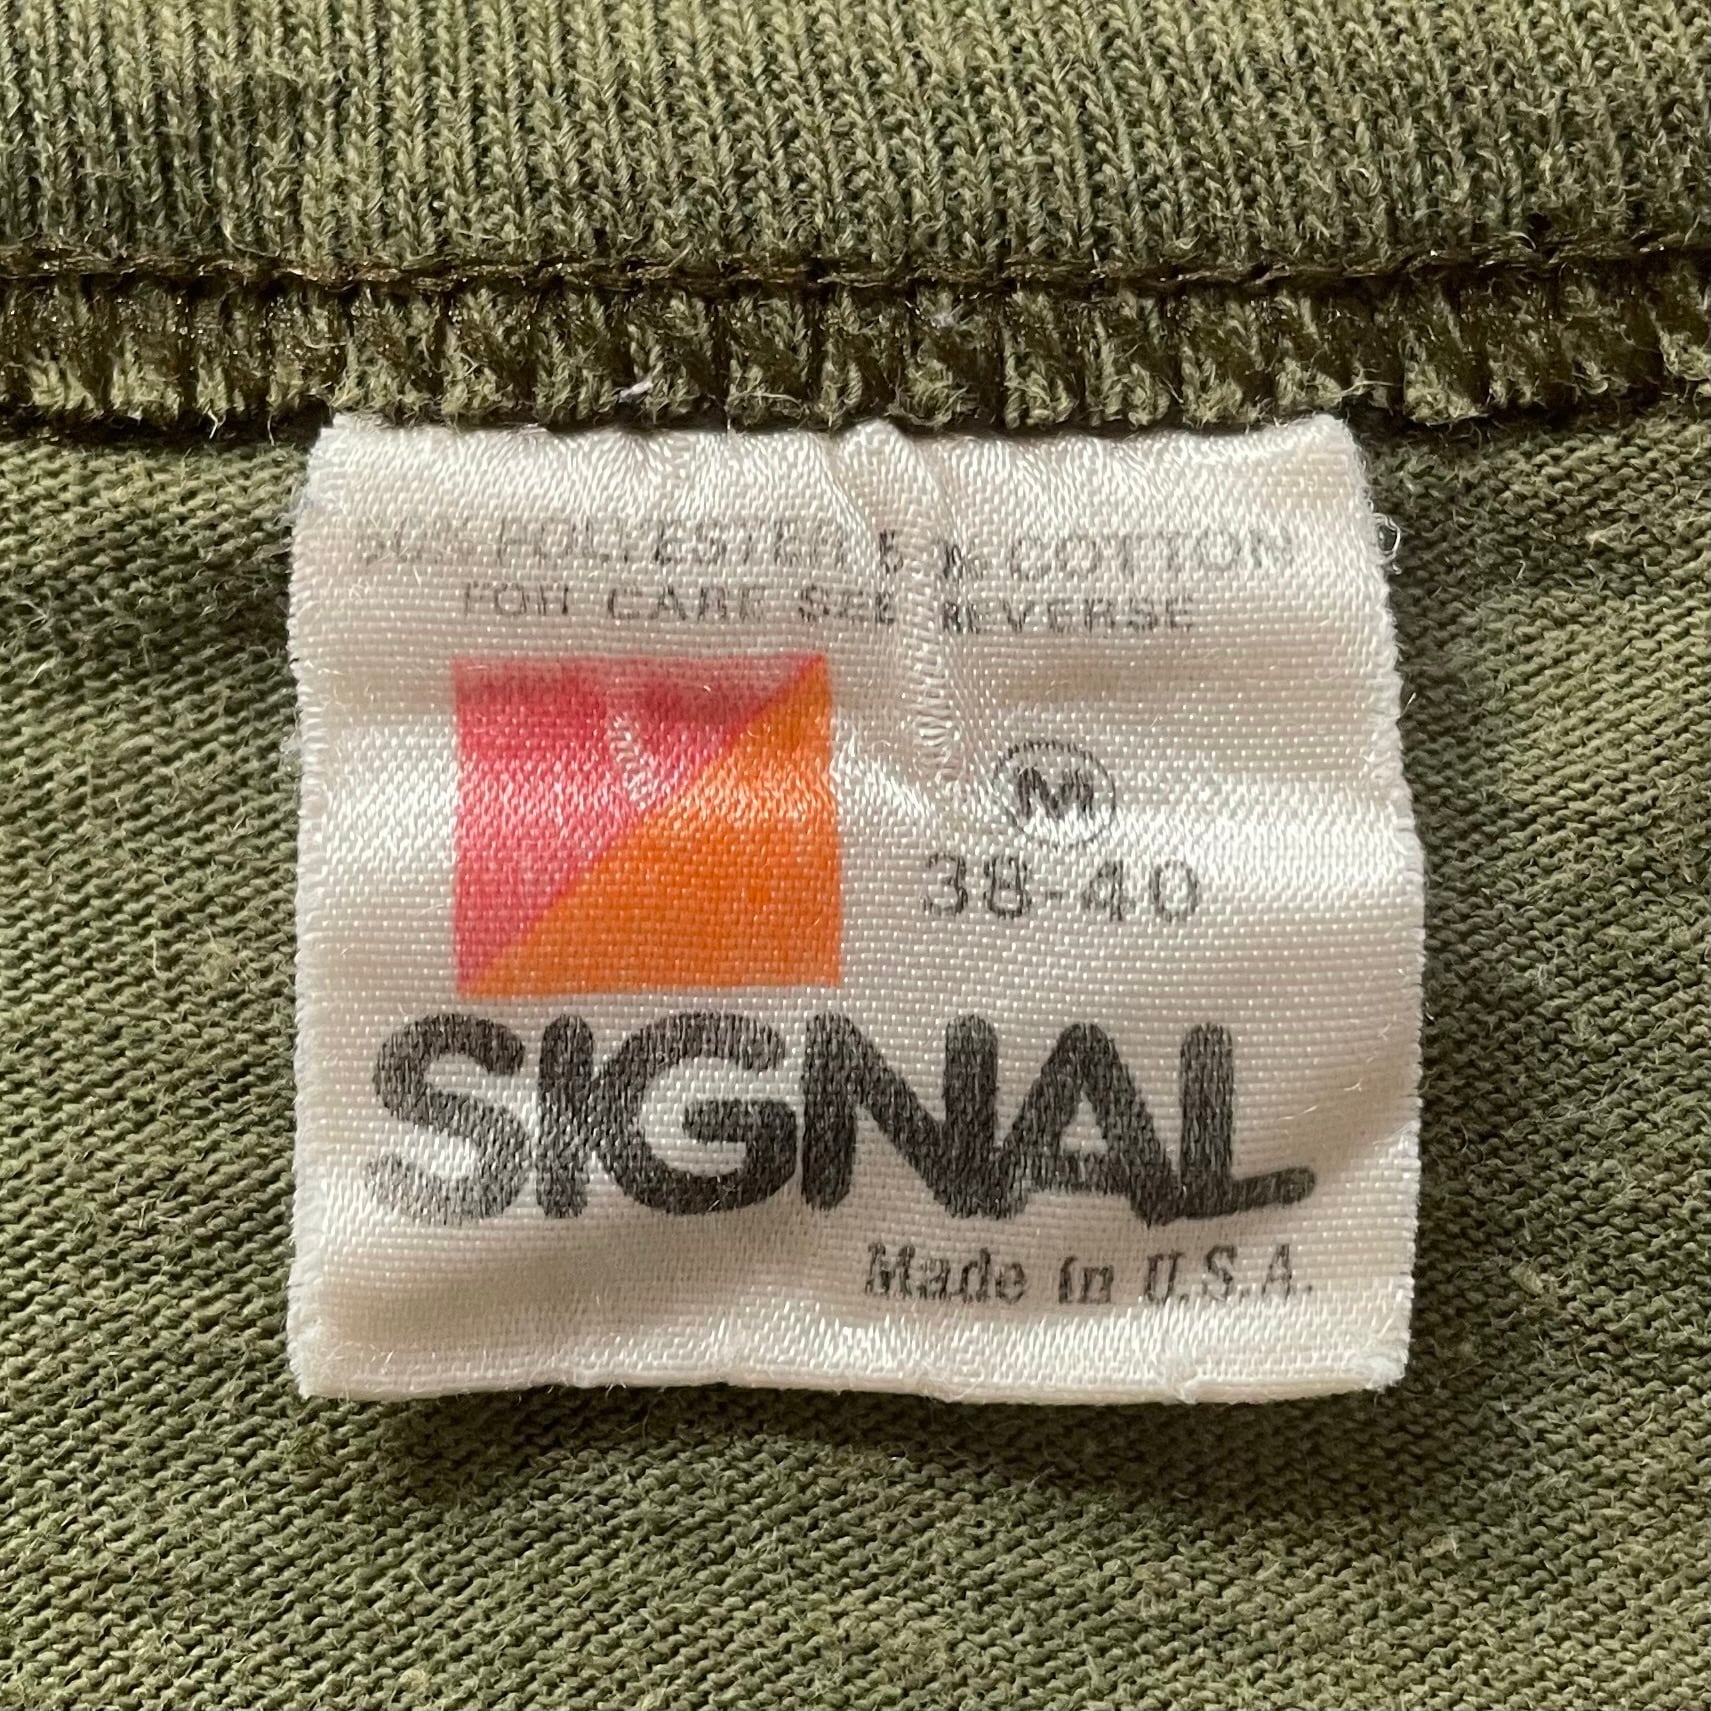 50% POLYESTER 50% COTTON
FOR CARE SEE REVERSE
M
38-40
SIGNAL
Made in U.S.A.